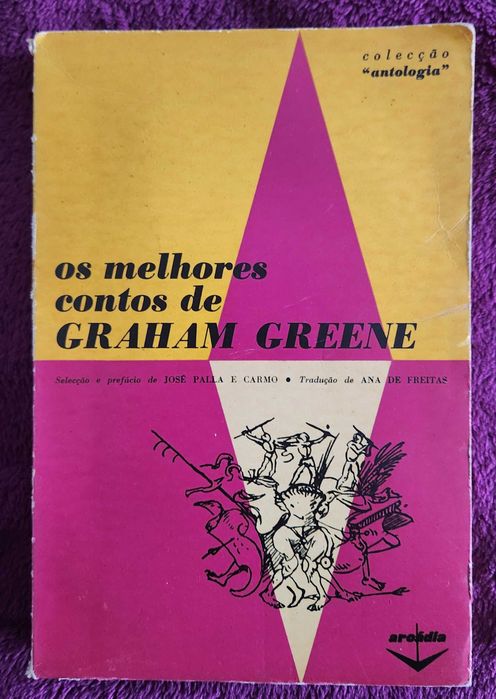 colecção
"antologia"
os melhores
contos de
GRAHAM GREENE
Selecção e prefácio de JOSÉ PALLA E CARMO • Tradução de ANA DE FREITAS
arcádia